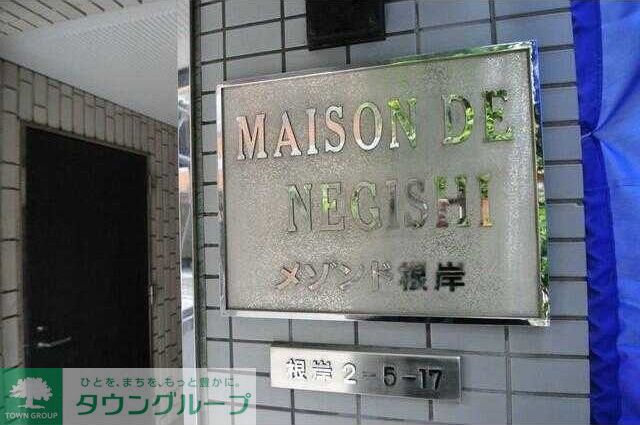 MAISON DE
NEGISHI
メゾンド根岸
根岸2-5-17
ひとを、まちを、もっと豊かに。
タウングループ
TOWN GROUP